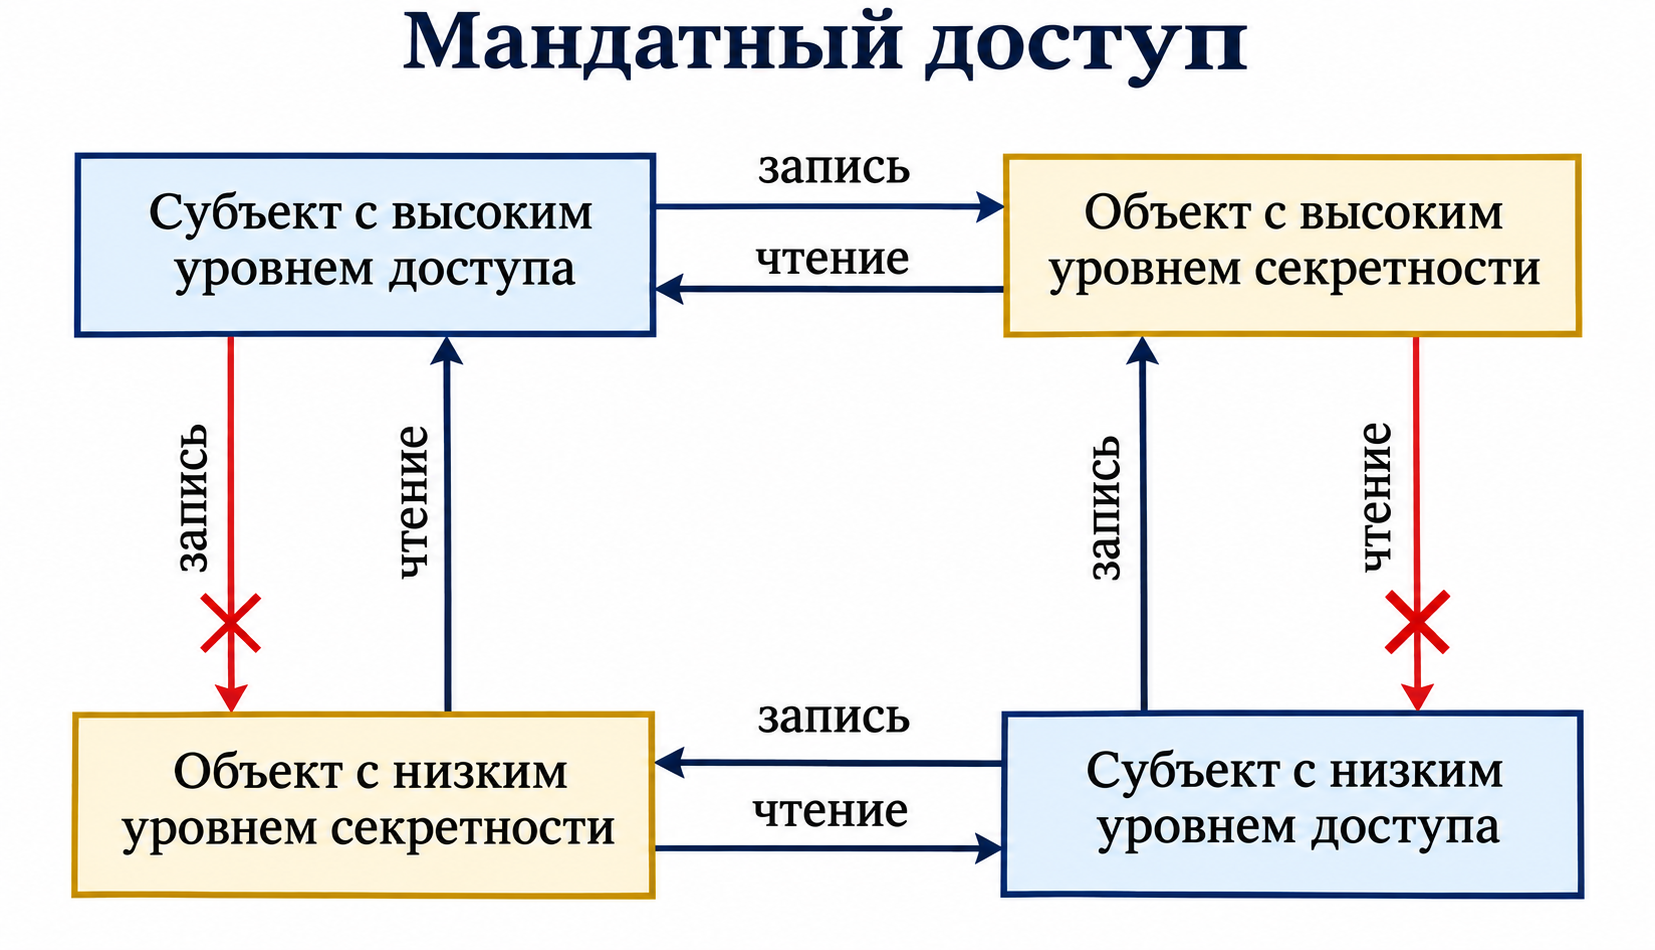 Мандатный доступ
Субъект с высоким
уровнем доступа
запись
чтение
Объект с высоким
уровнем секретности
запись
чтение
запись
чтение
Объект с низким
уровнем секретности
запись
чтение
Субъект с низким
уровнем доступа